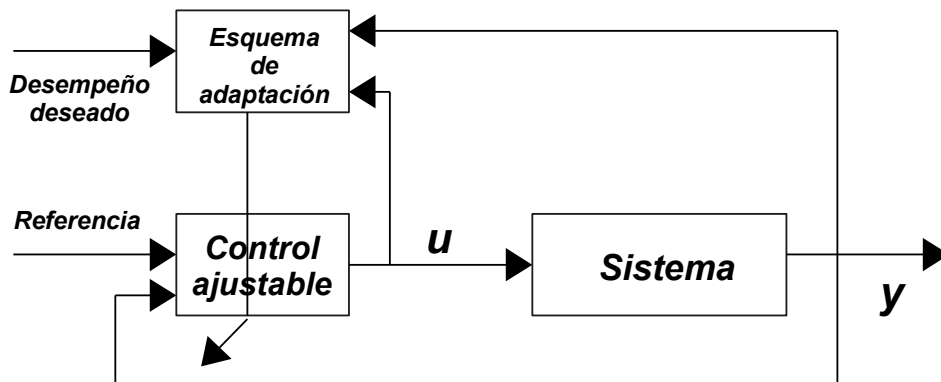 Esquema
de
adaptación
Desempeño
deseado
Referencia
Control
ajustable
u
Sistema
y